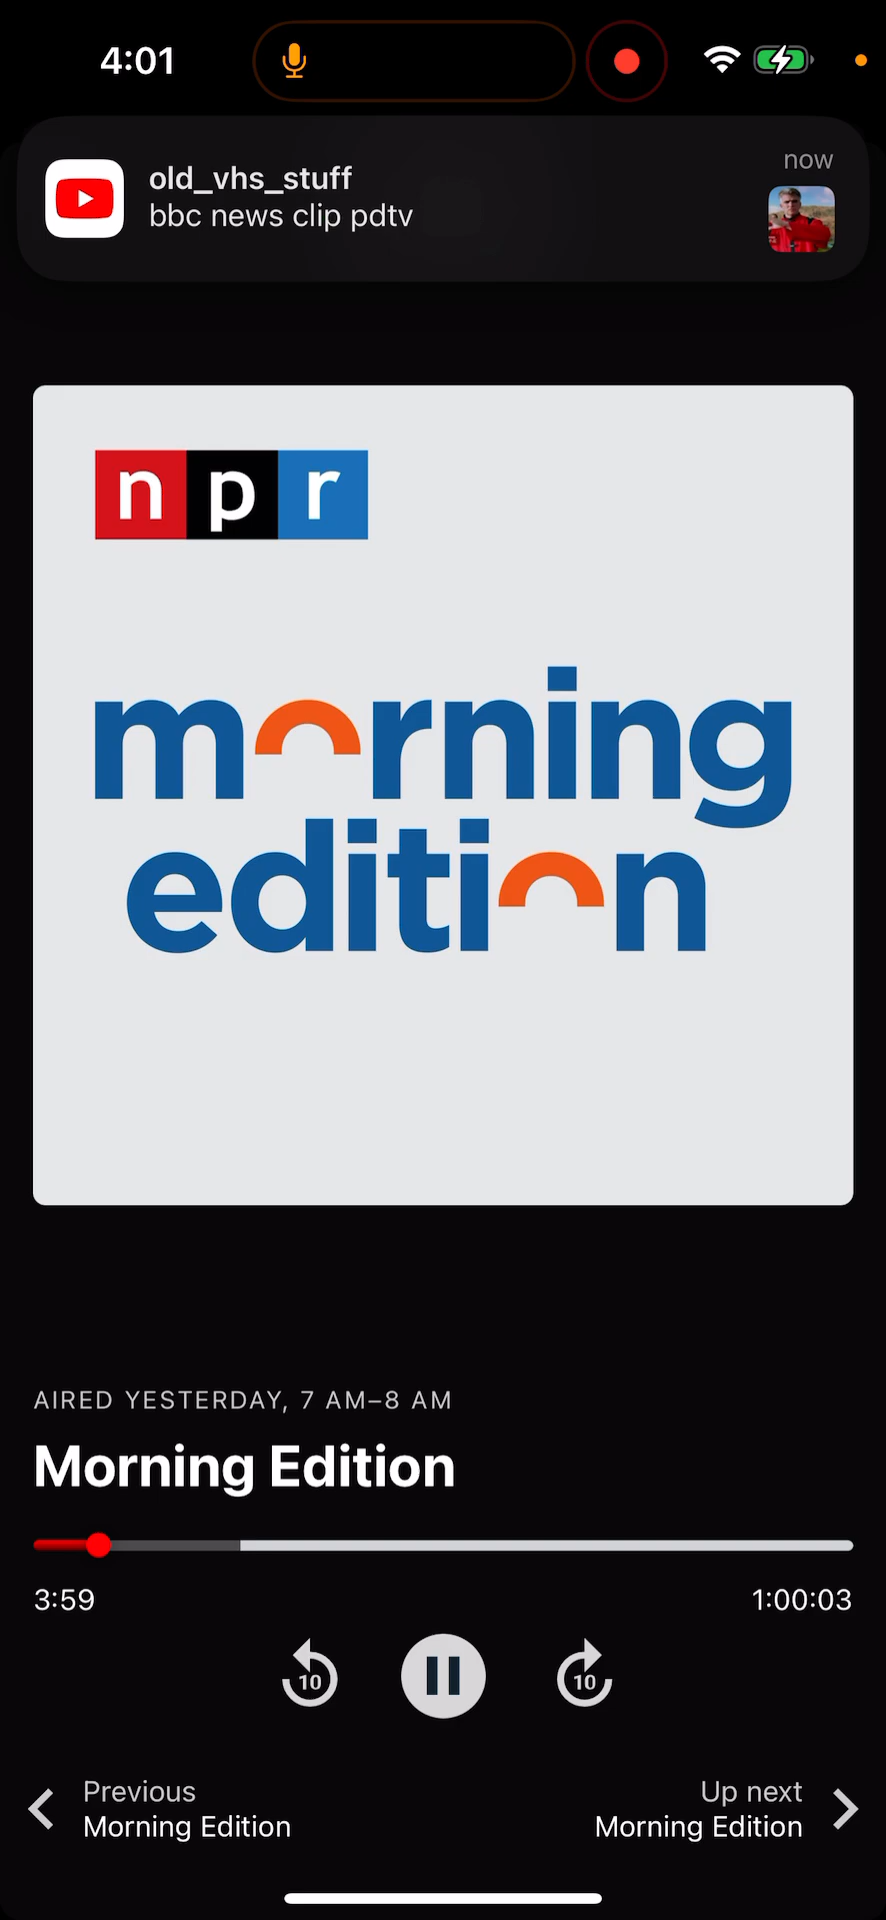 4:01
old_vhs_stuff
now
bbc news clip pdtv
npr
morning
edition
AIRED YESTERDAY, 7 AM–8 AM
Morning Edition
3:59
1:00:03
10
10
Previous
Up next
Morning Edition
Morning Edition